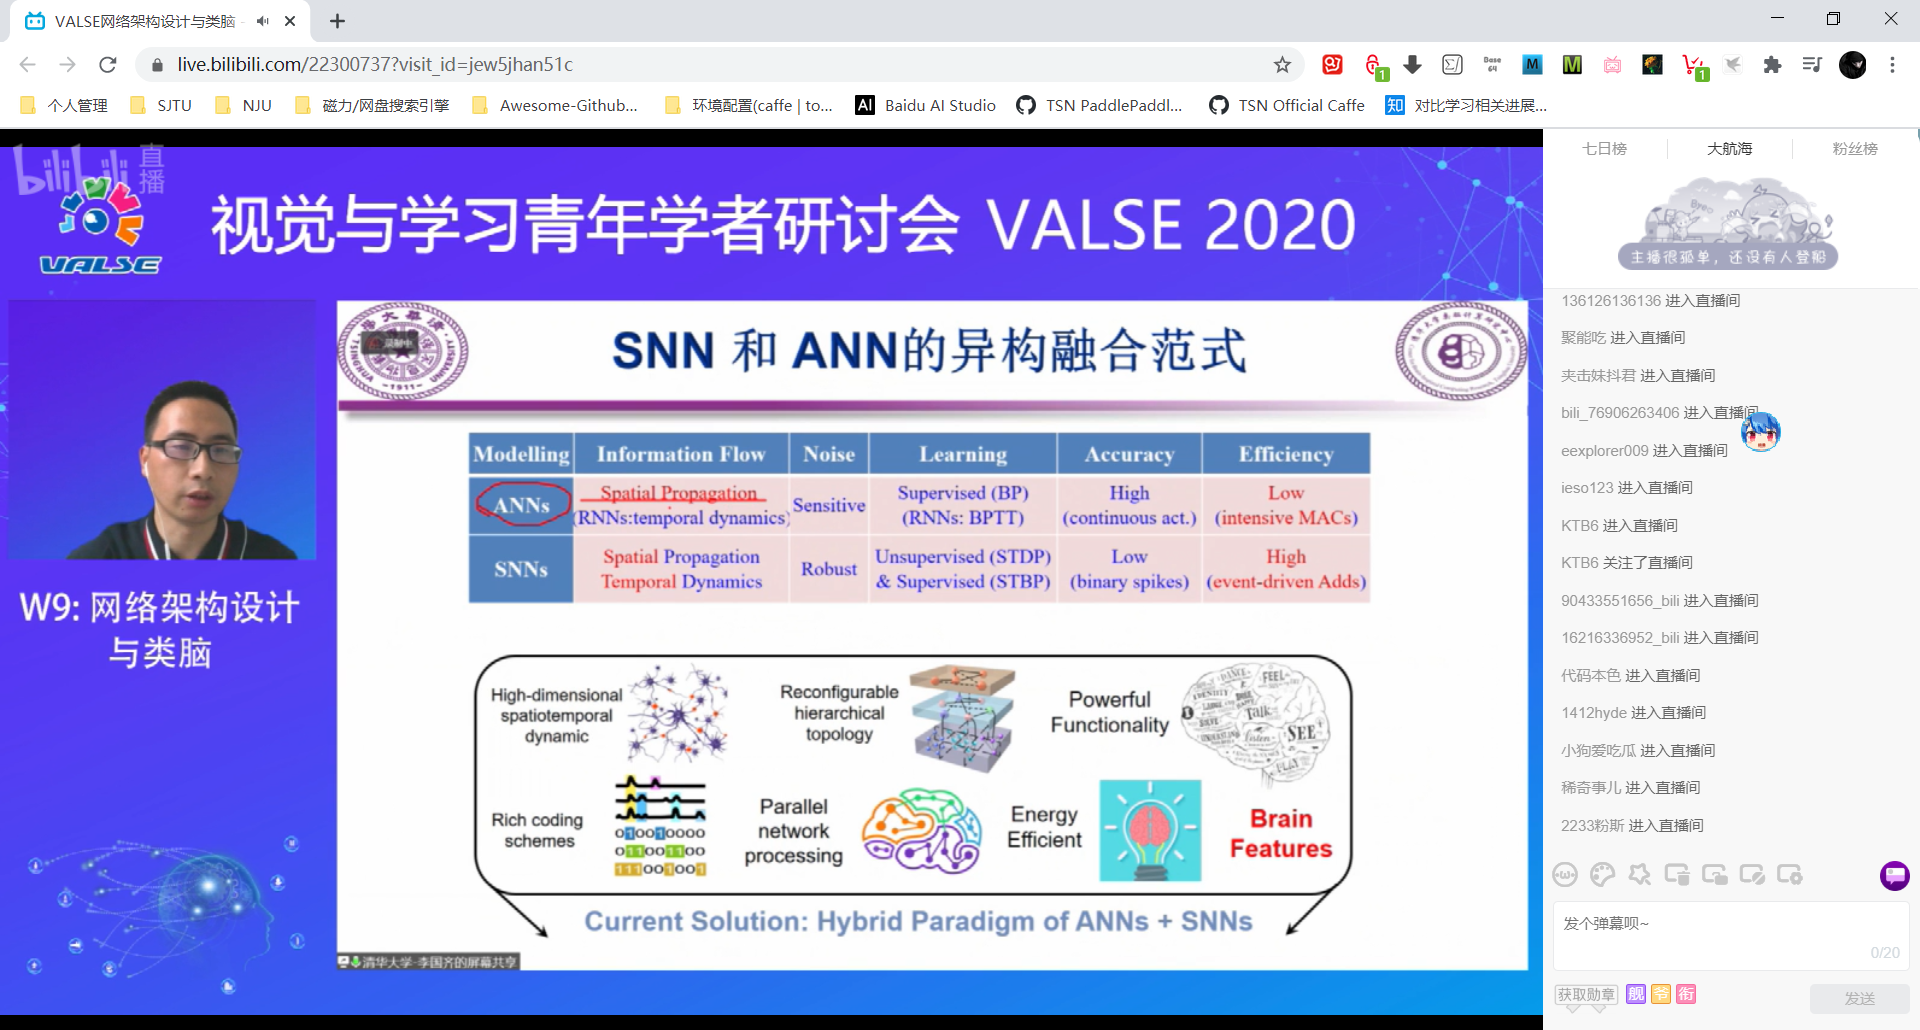 VALSE网络架构设计与类脑
live.bilibili.com/22300737?visit_id=jew5jhan51c
个人管理
SJTU
NJU
磁力/网盘搜索引擎
Awesome-Github...
环境配置(caffe | to...
Baidu AI Studio
TSN PaddlePaddl...
TSN Official Caffe
知
对比学习相关进展...
bilibili 直播
VALSE
视觉与学习青年学者研讨会 VALSE 2020
W9: 网络架构设计
与类脑
SNN 和 ANN的异构融合范式
Modelling Information Flow Noise Learning Accuracy Efficiency
ANNs
Spatial Propagation
(RNNs:temporal dynamics)
Sensitive
Supervised (BP)
(RNNs: BPTT)
High
(continuous act.)
Low
(intensive MACs)
SNNs
Spatial Propagation
Temporal Dynamics
Robust
Unsupervised (STDP)
& Supervised (STBP)
Low
(binary spikes)
High
(event-driven Adds)
High-dimensional
spatiotemporal
dynamic
Reconfigurable
hierarchical
topology
Powerful
Functionality
FEEL
Talk
SEE
Rich coding
schemes
010010000
011001100
111001001
Parallel
network
processing
Energy
Efficient
Brain
Features
Current Solution: Hybrid Paradigm of ANNs + SNNs
清华大学-李国齐的屏幕共享
七日榜
大航海
粉丝榜
主播很孤单，还没有人登船
136126136136 进入直播间
聚能吃 进入直播间
夹击妹抖君 进入直播间
bili_76906263406 进入直播间
eexplorer009 进入直播间
ieso123 进入直播间
KTB6 进入直播间
KTB6 关注了直播间
90433551656_bili 进入直播间
16216336952_bili 进入直播间
代码本色 进入直播间
1412hyde 进入直播间
小狗爱吃瓜 进入直播间
稀奇事儿 进入直播间
2233粉斯 进入直播间
发个弹幕呗~
0/20
获取勋章
舰
爷
衔
发送